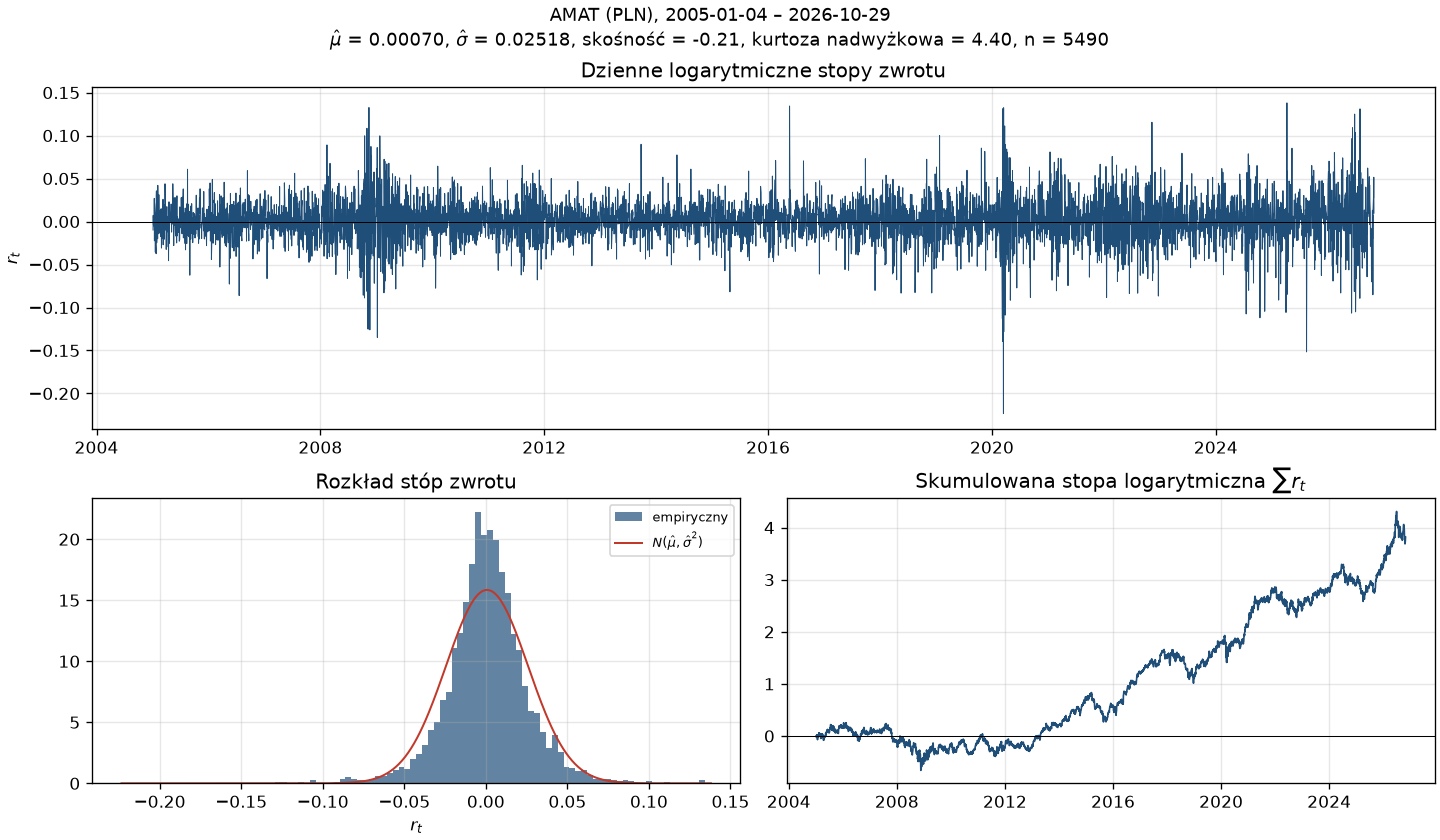 AMAT (PLN), 2005-01-04 – 2026-10-29
μ̂ = 0.00070, σ̂ = 0.02518, skośność = -0.21, kurtoza nadwyżkowa = 4.40, n = 5490
Dzienne logarytmiczne stopy zwrotu
0.15
0.10
0.05
0.00
−0.05
−0.10
−0.15
−0.20
r_t
2004 2008 2012 2016 2020 2024
Rozkład stóp zwrotu
empiryczny
N(μ̂, σ̂²)
20
15
10
5
0
−0.20 −0.15 −0.10 −0.05 0.00 0.05 0.10 0.15
r_t
Skumulowana stopa logarytmiczna ∑r_t
4
3
2
1
0
2004 2008 2012 2016 2020 2024